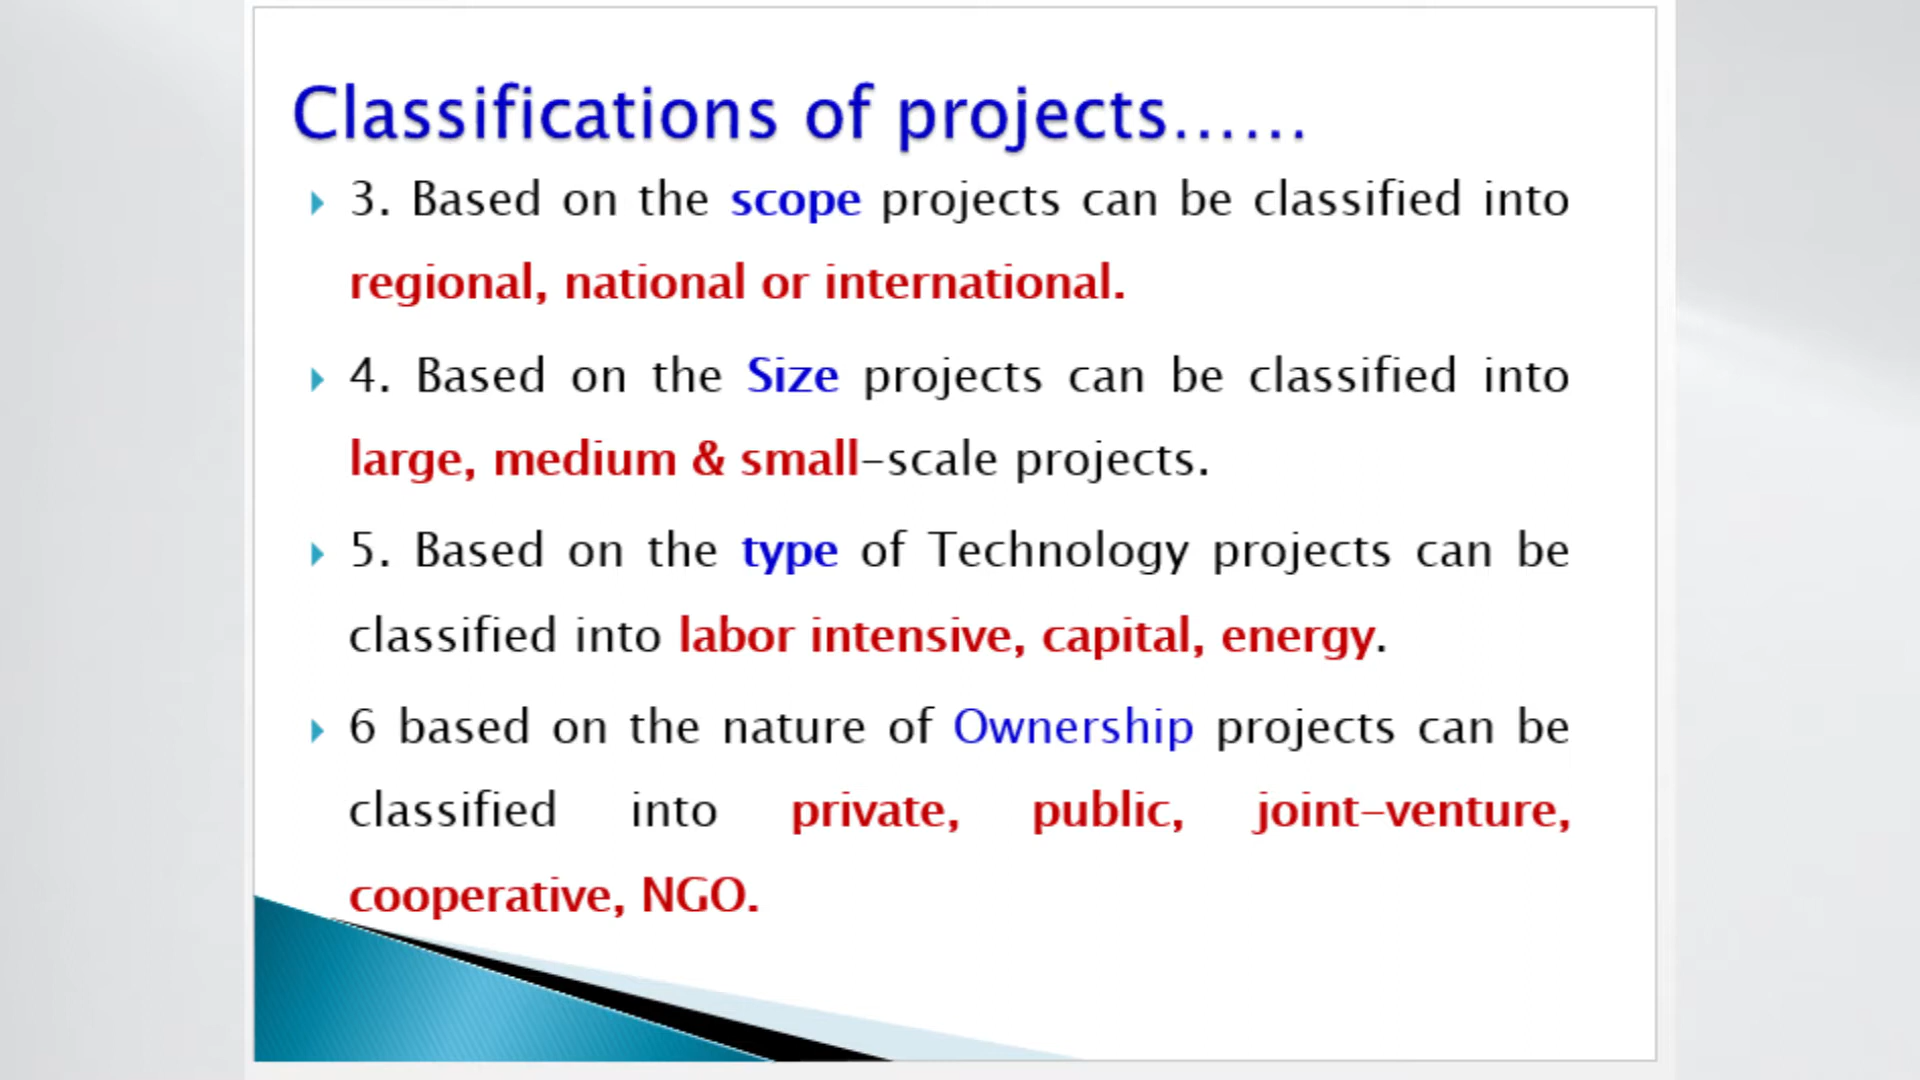 Classifications of projects......
3. Based on the scope projects can be classified into
regional, national or international.
4. Based on the Size projects can be classified into
large, medium & small-scale projects.
5. Based on the type of Technology projects can be
classified into labor intensive, capital, energy.
6 based on the nature of Ownership projects can be
classified into private, public, joint-venture,
cooperative, NGO.